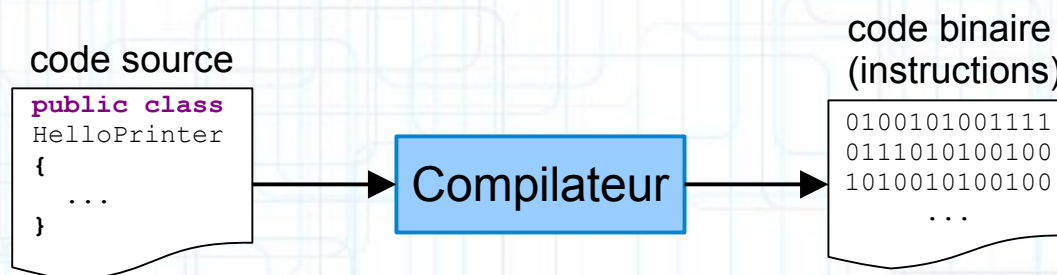 code source
public class
HelloPrinter
{
...
}
Compilateur
code binaire
(instructions)
0100101001111
0111010100100
1010010100100
...